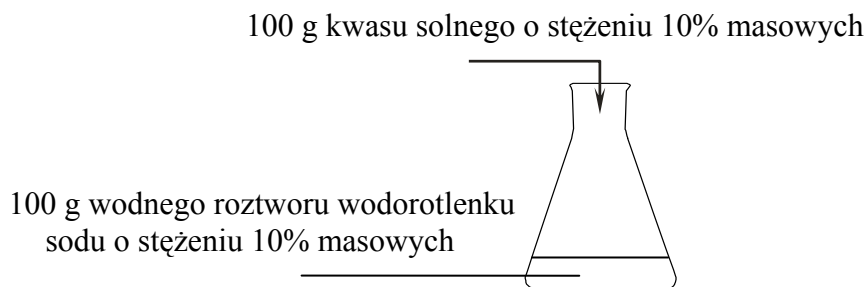 100 g kwasu solnego o stężeniu 10% masowych
100 g wodnego roztworu wodorotlenku
sodu o stężeniu 10% masowych